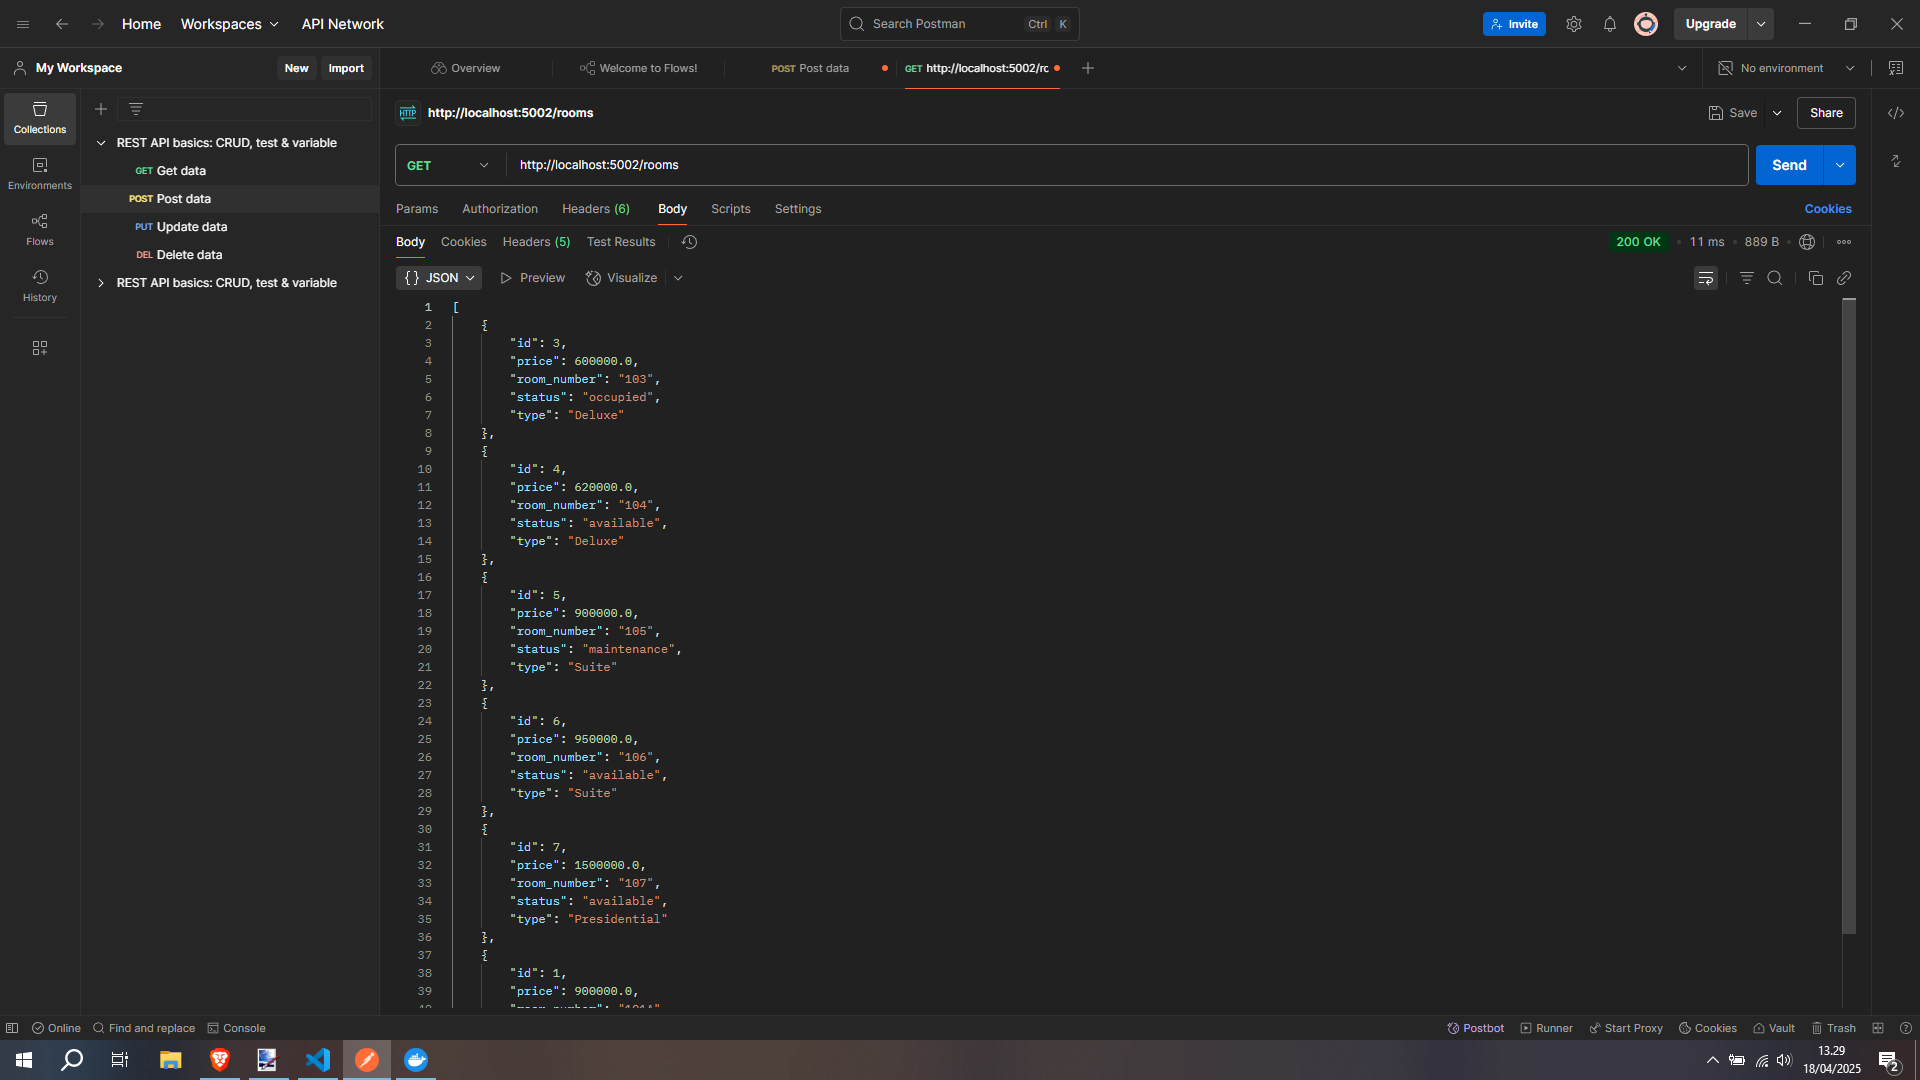 Home Workspaces API Network
Search Postman Ctrl K
Invite Upgrade
My Workspace New Import
Overview Welcome to Flows! POST Post data GET http://localhost:5002/rc No environment
Collections
Environments
Flows
History
REST API basics: CRUD, test & variable
GET Get data
POST Post data
PUT Update data
DEL Delete data
REST API basics: CRUD, test & variable
HTTP http://localhost:5002/rooms Save Share
GET http://localhost:5002/rooms Send
Params Authorization Headers (6) Body Scripts Settings Cookies
Body Cookies Headers (5) Test Results 200 OK • 11 ms • 889 B
{} JSON Preview Visualize
1 [
2 {
3 "id": 3,
4 "price": 600000.0,
5 "room_number": "103",
6 "status": "occupied",
7 "type": "Deluxe"
8 },
9 {
10 "id": 4,
11 "price": 620000.0,
12 "room_number": "104",
13 "status": "available",
14 "type": "Deluxe"
15 },
16 {
17 "id": 5,
18 "price": 900000.0,
19 "room_number": "105",
20 "status": "maintenance",
21 "type": "Suite"
22 },
23 {
24 "id": 6,
25 "price": 950000.0,
26 "room_number": "106",
27 "status": "available",
28 "type": "Suite"
29 },
30 {
31 "id": 7,
32 "price": 1500000.0,
33 "room_number": "107",
34 "status": "available",
35 "type": "Presidential"
36 },
37 {
38 "id": 1,
39 "price": 900000.0,
Online Find and replace Console Postbot Runner Start Proxy Cookies Vault Trash
13.29
18/04/2025
2